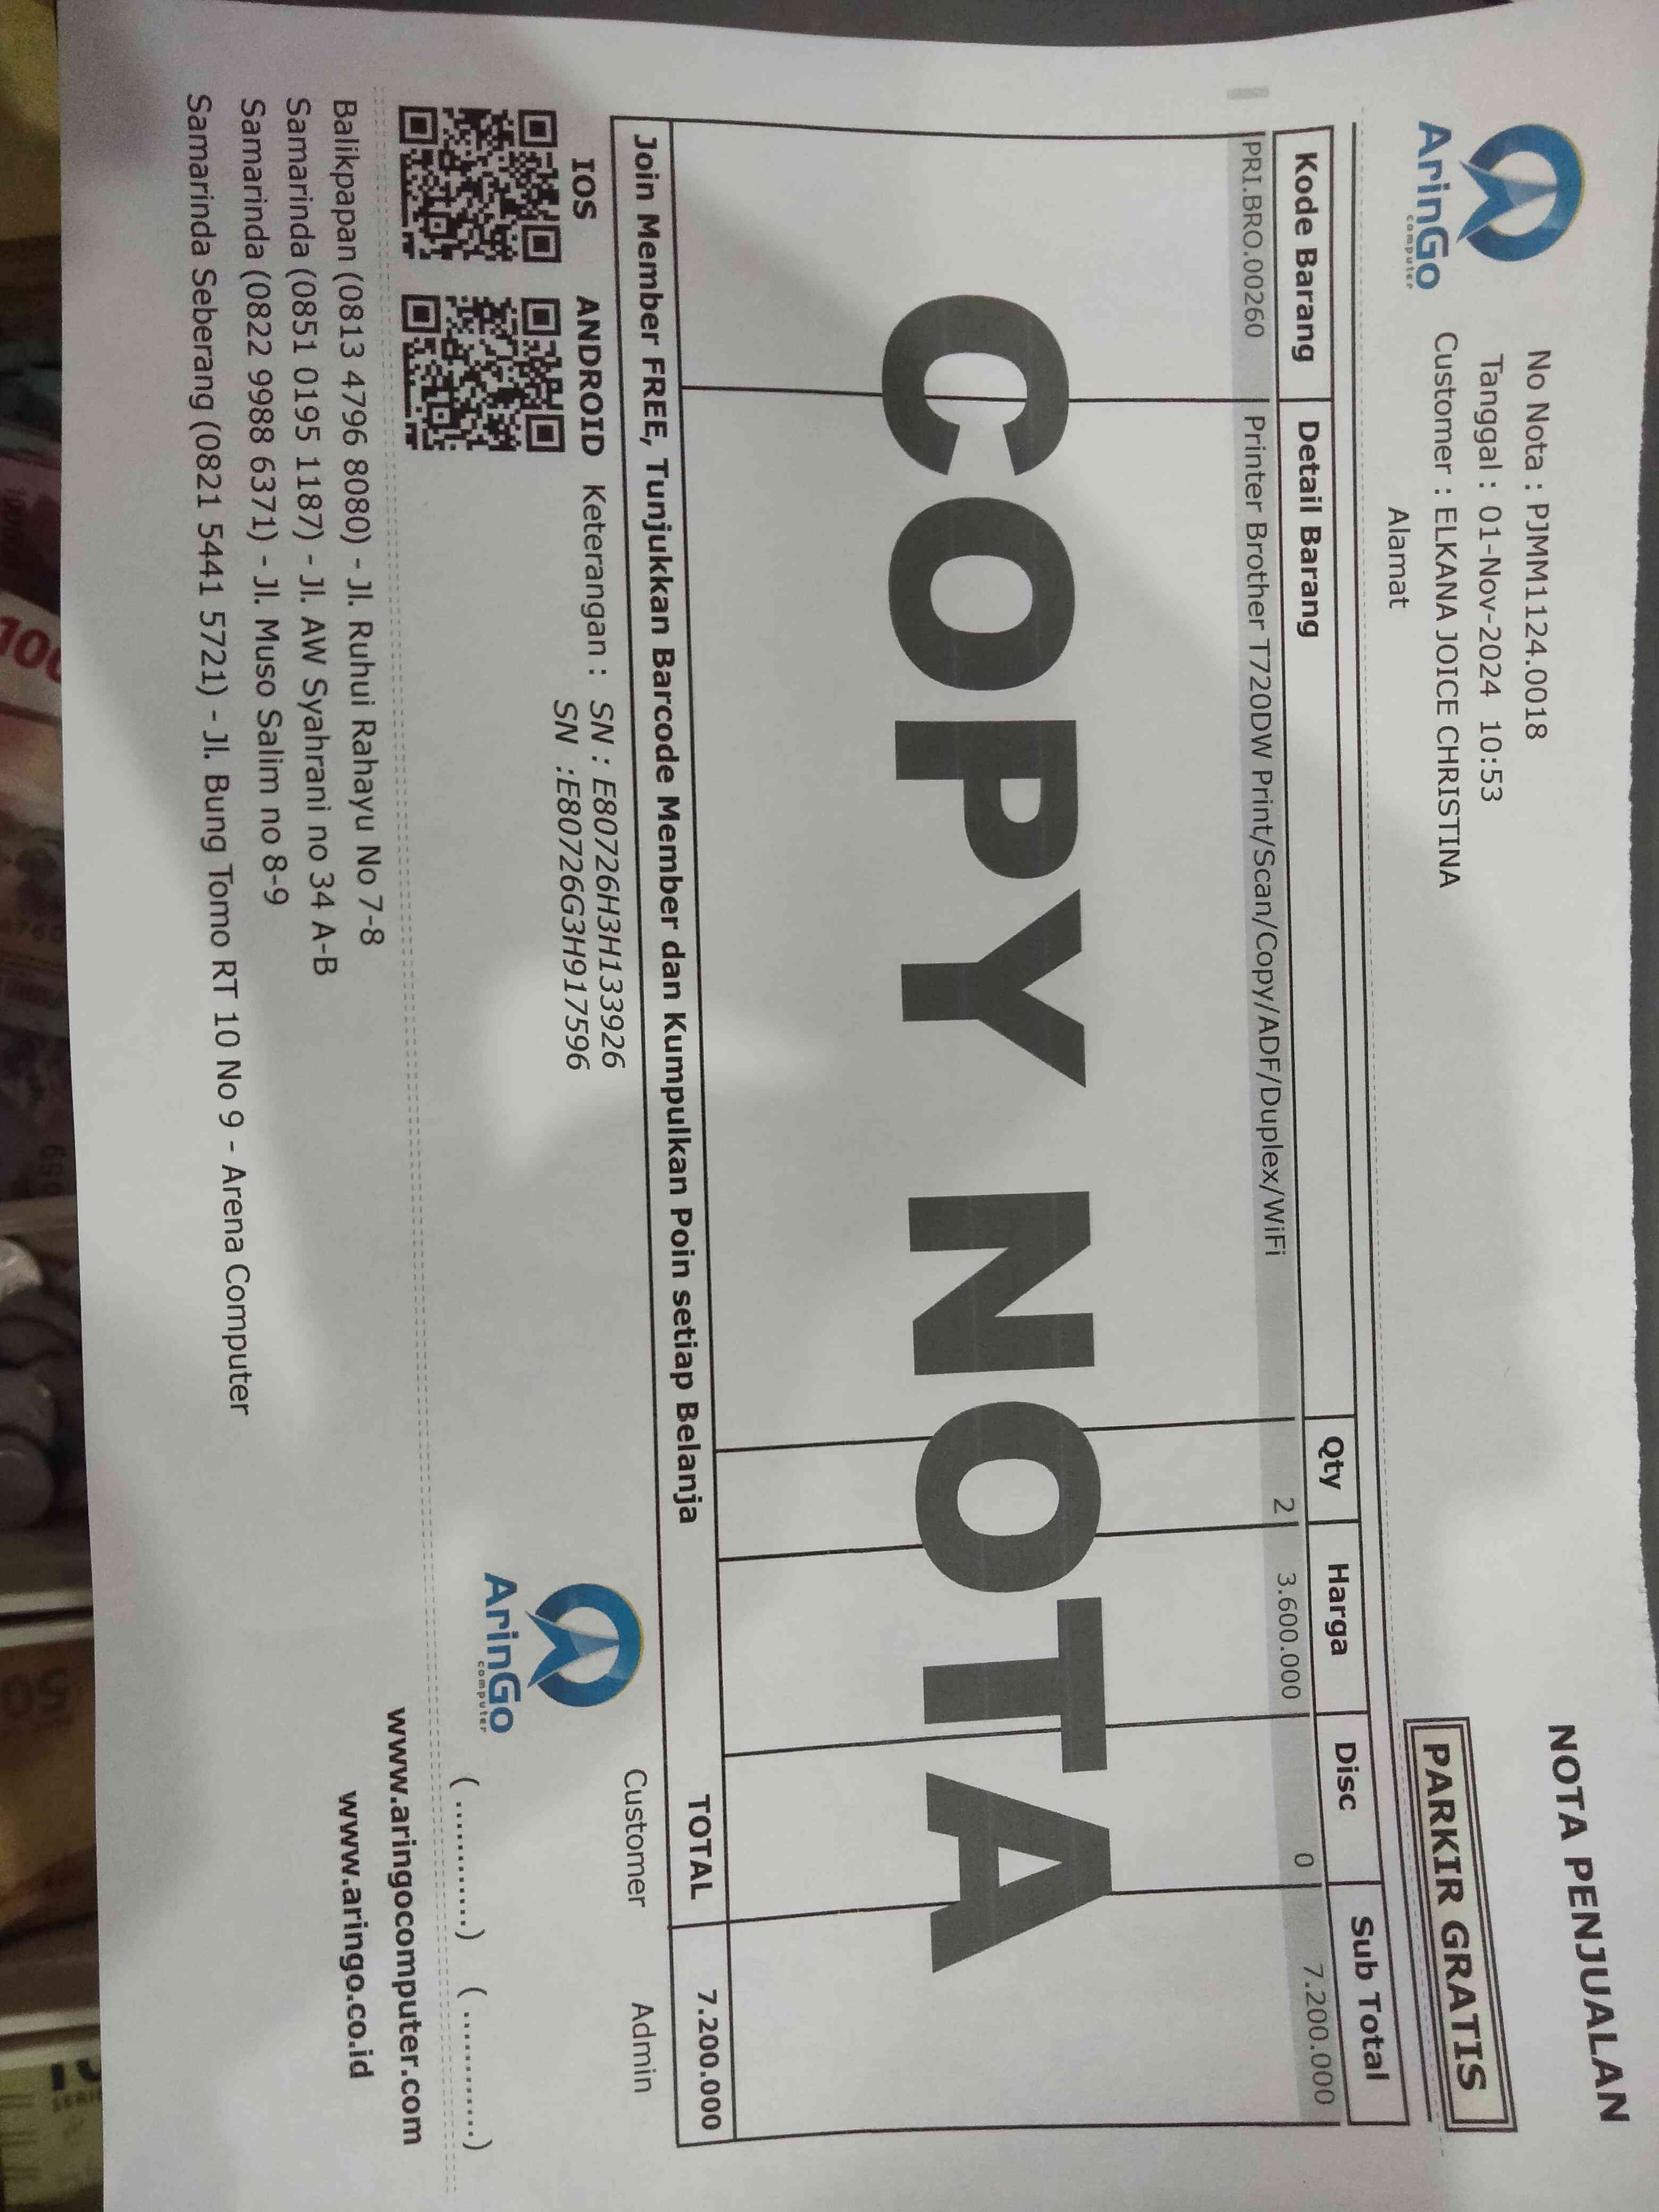 NOTA PENJUALAN
AringGo
computer
No Nota : PJMM1124.0018
Tanggal : 01-Nov-2024 10:53
Customer : ELKANA JOICE CHRISTINA
Alamat
PARKIR GRATIS
Kode Barang Detail Barang Qty Harga Disc Sub Total
PRI.BRO.00260 Printer Brother T720DW Print/Scan/Copy/ADF/Duplex/WiFi 2 3.600.000 0 7.200.000
COPY NOTA
TOTAL 7.200.000
Join Member FREE, Tunjukkan Barcode Member dan Kumpulkan Poin setiap Belanja
IOS ANDROID Keterangan : SN : E80726H3H133926
SN :E80726G3H917596
Customer Admin
AringGo
computer
(...........) (...........)
Balikpapan (0813 4796 8080) - Jl. Ruhui Rahayu No 7-8
Samarinda (0851 0195 1187) - Jl. AW Syahrani no 34 A-B
Samarinda (0822 9988 6371) - Jl. Muso Salim no 8-9
Samarinda Seberang (0821 5441 5721) - Jl. Bung Tomo RT 10 No 9 - Arena Computer
www.aringocomputer.com
www.aringo.co.id
100
50